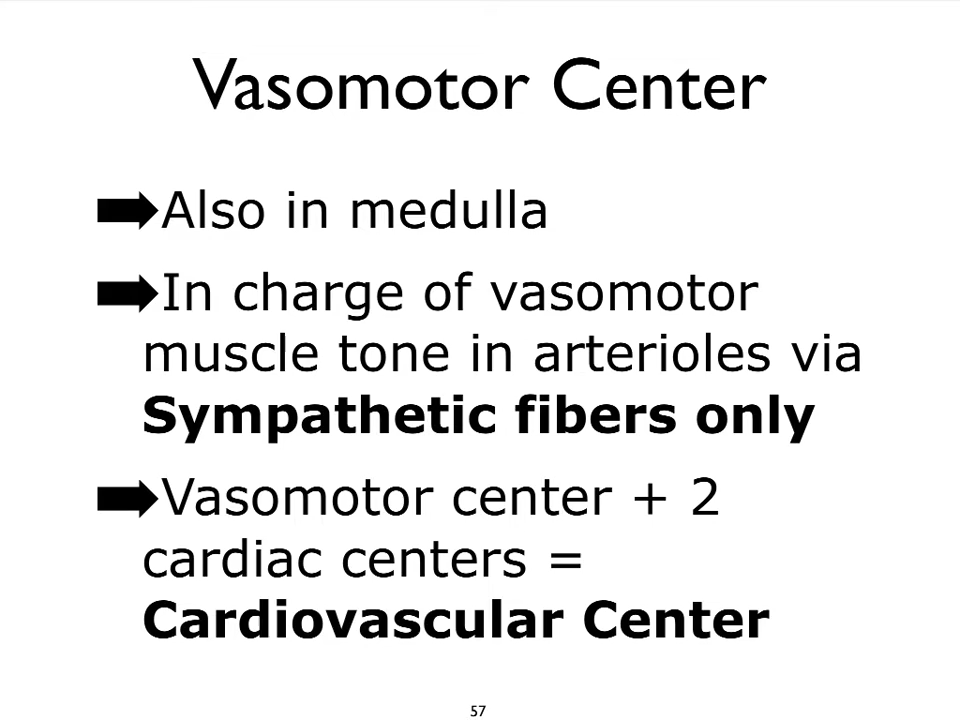 Vasomotor Center
Also in medulla
In charge of vasomotor
muscle tone in arterioles via
Sympathetic fibers only
Vasomotor center + 2
cardiac centers =
Cardiovascular Center
57